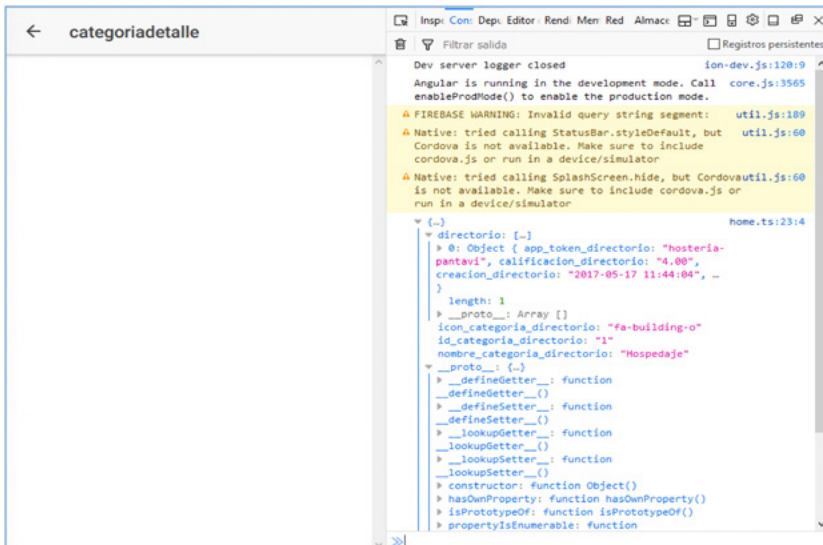 categoriadetalle
Inspe Cons Depu Editor Rendi Mem Red Almace
Filtrar salida Registros persistentes
Dev server logger closed ion-dev.js:120:9
Angular is running in the development mode. Call core.js:3565
enableProdMode() to enable the production mode.
FIREBASE WARNING: Invalid query string segment: util.js:189
Native: tried calling StatusBar.styleDefault, but util.js:60
Cordova is not available. Make sure to include
cordova.js or run in a device/simulator
Native: tried calling SplashScreen.hide, but Cordova util.js:60
is not available. Make sure to include cordova.js or
run in a device/simulator
{…} home.ts:23:4
directorio: […]
0: Object { app_token_directorio: "hosteria-
pantavi", calificacion_directorio: "4.00",
creacion_directorio: "2017-05-17 11:44:04", …
}
length: 1
__proto__: Array []
icon_categoria_directorio: "fa-building-o"
id_categoria_directorio: "1"
nombre_categoria_directorio: "Hospedaje"
__proto__: {…}
__defineGetter__: function
__defineGetter__()
__defineSetter__: function
__defineSetter__()
__lookupGetter__: function
__lookupGetter__()
__lookupSetter__: function
__lookupSetter__()
constructor: function Object()
hasOwnProperty: function hasOwnProperty()
isPrototypeOf: function isPrototypeOf()
propertyIsEnumerable: function